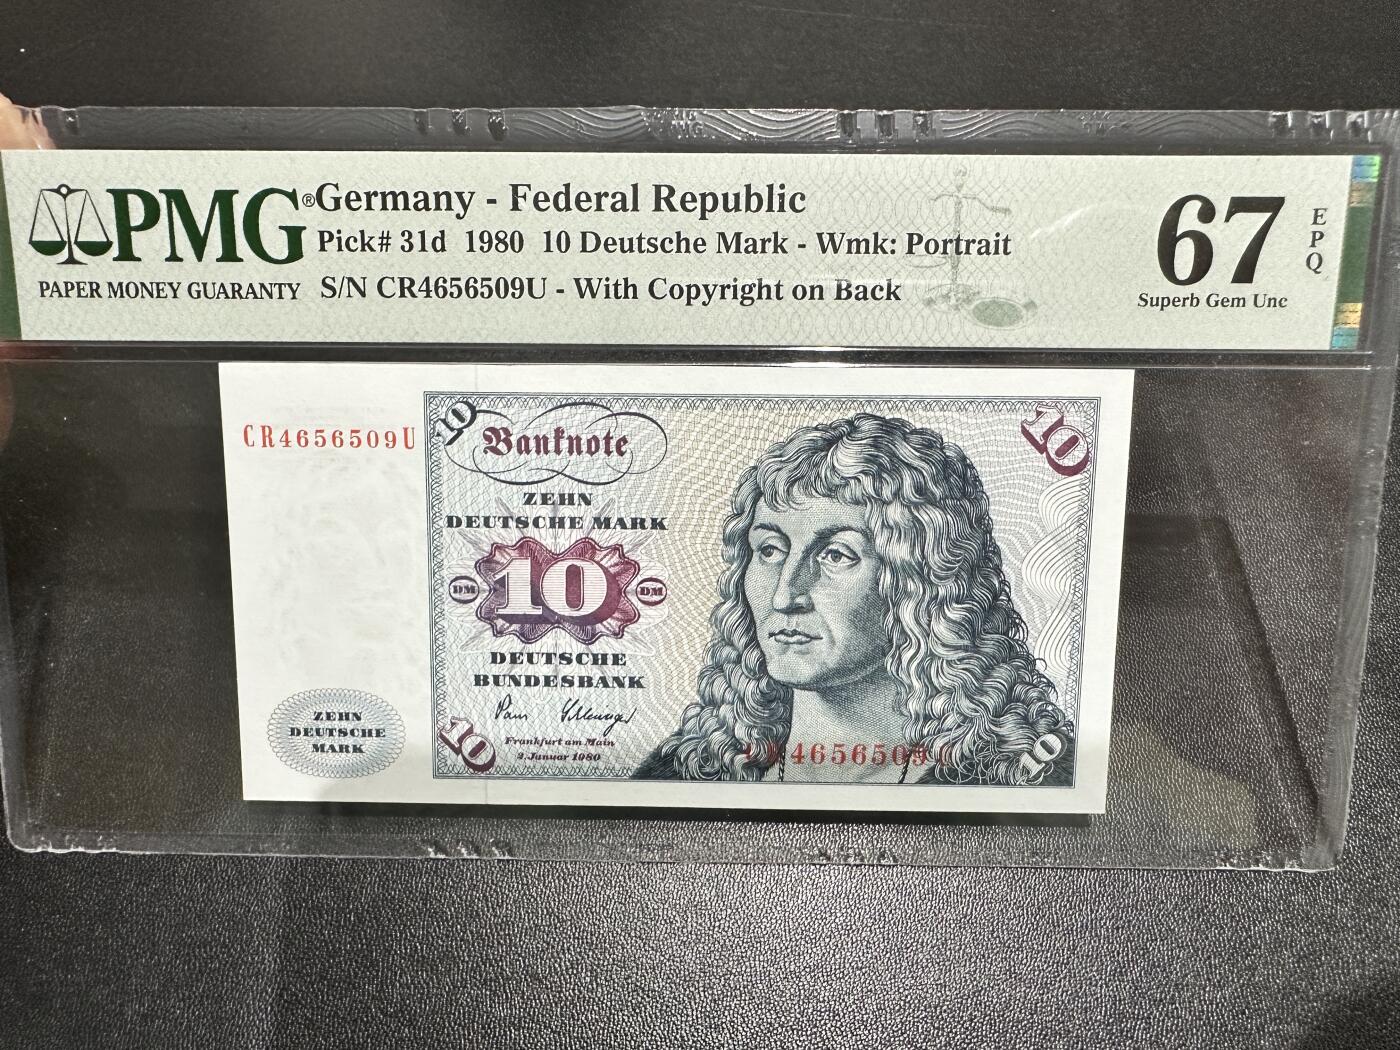 PMG® Germany - Federal Republic
Pick# 31d 1980 10 Deutsche Mark - Wmk: Portrait
PAPER MONEY GUARANTY S/N CR4656509U - With Copyright on Back
67 EPQ
Superb Gem Unc
CR4656509U
10
Banknote
10
ZEHN
DEUTSCHE MARK
DM 10 DM
DEUTSCHE
BUNDESBANK
Frankfurt am Main
2. Januar 1980
ZEHN
DEUTSCHE
MARK
10
CR4656509U
10